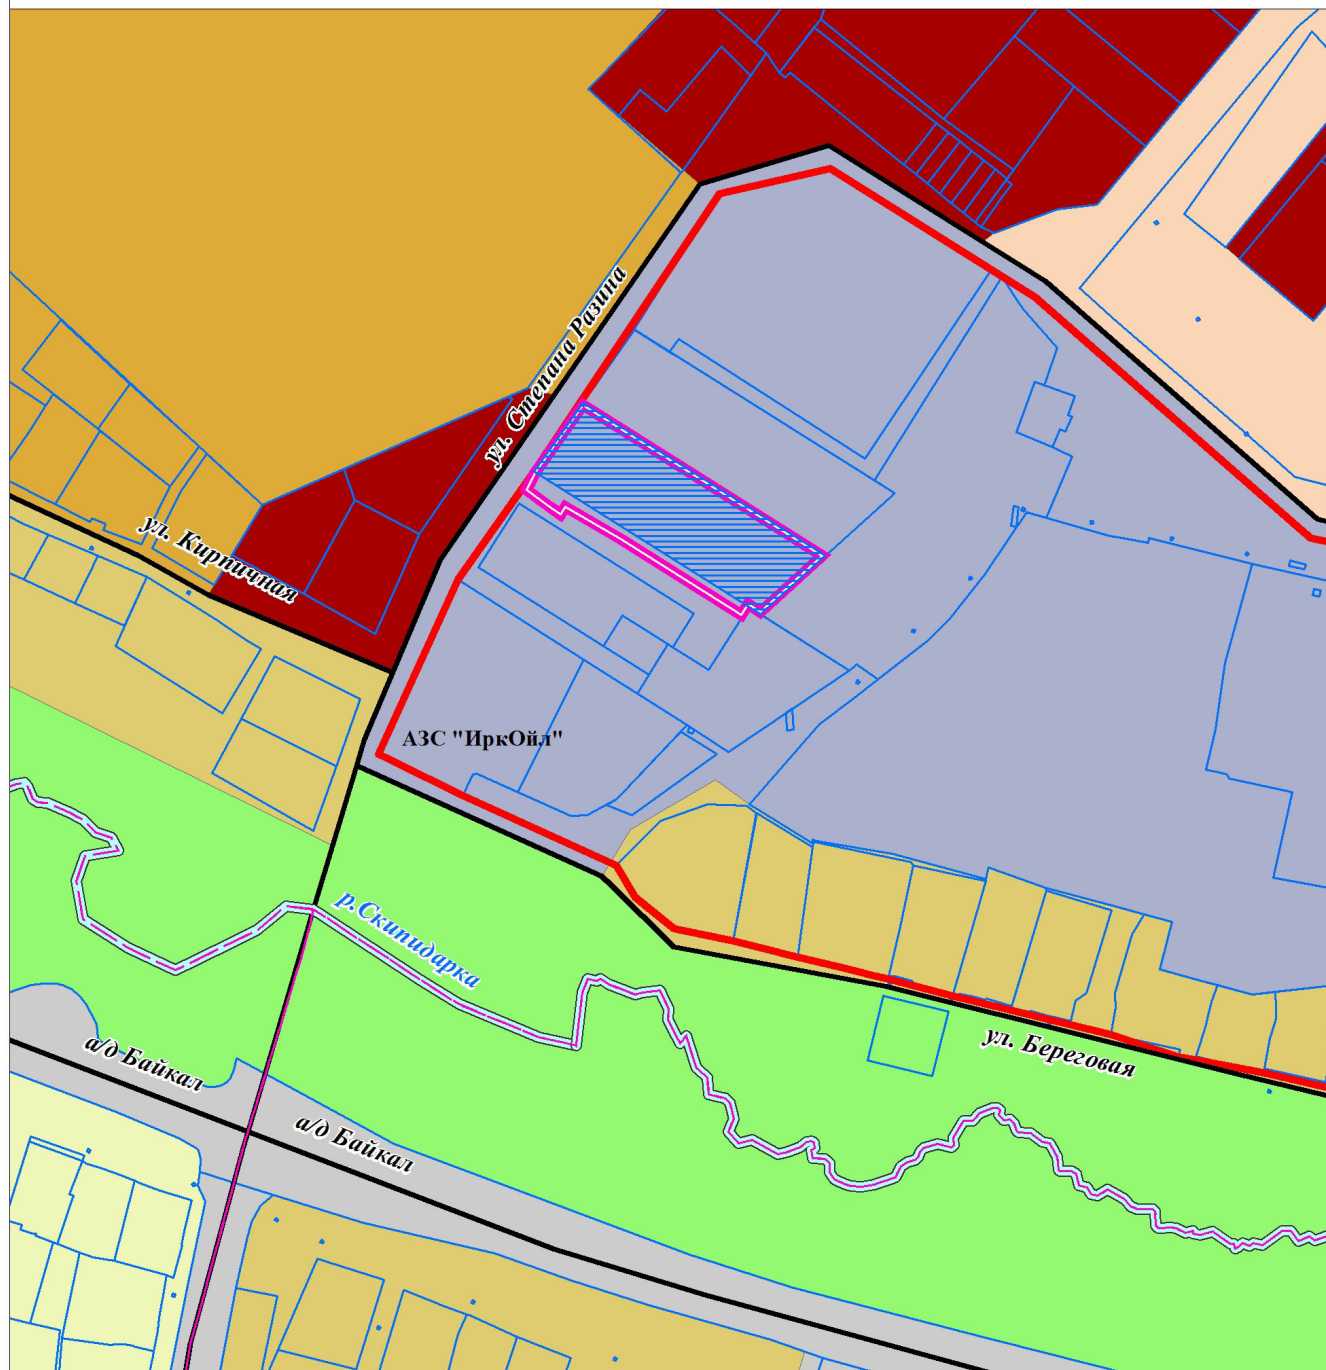 ул. Степана Разина
ул. Кирпичная
АЗС "ИркОйл"
р.Скипидарка
ул. Береговая
а/д Байкал
а/д Байкал